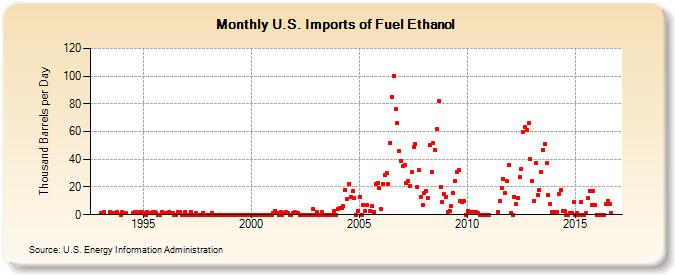 Monthly U.S. Imports of Fuel Ethanol
Thousand Barrels per Day
120
100
80
60
40
20
0
1995 2000 2005 2010 2015
Source: U.S. Energy Information Administration